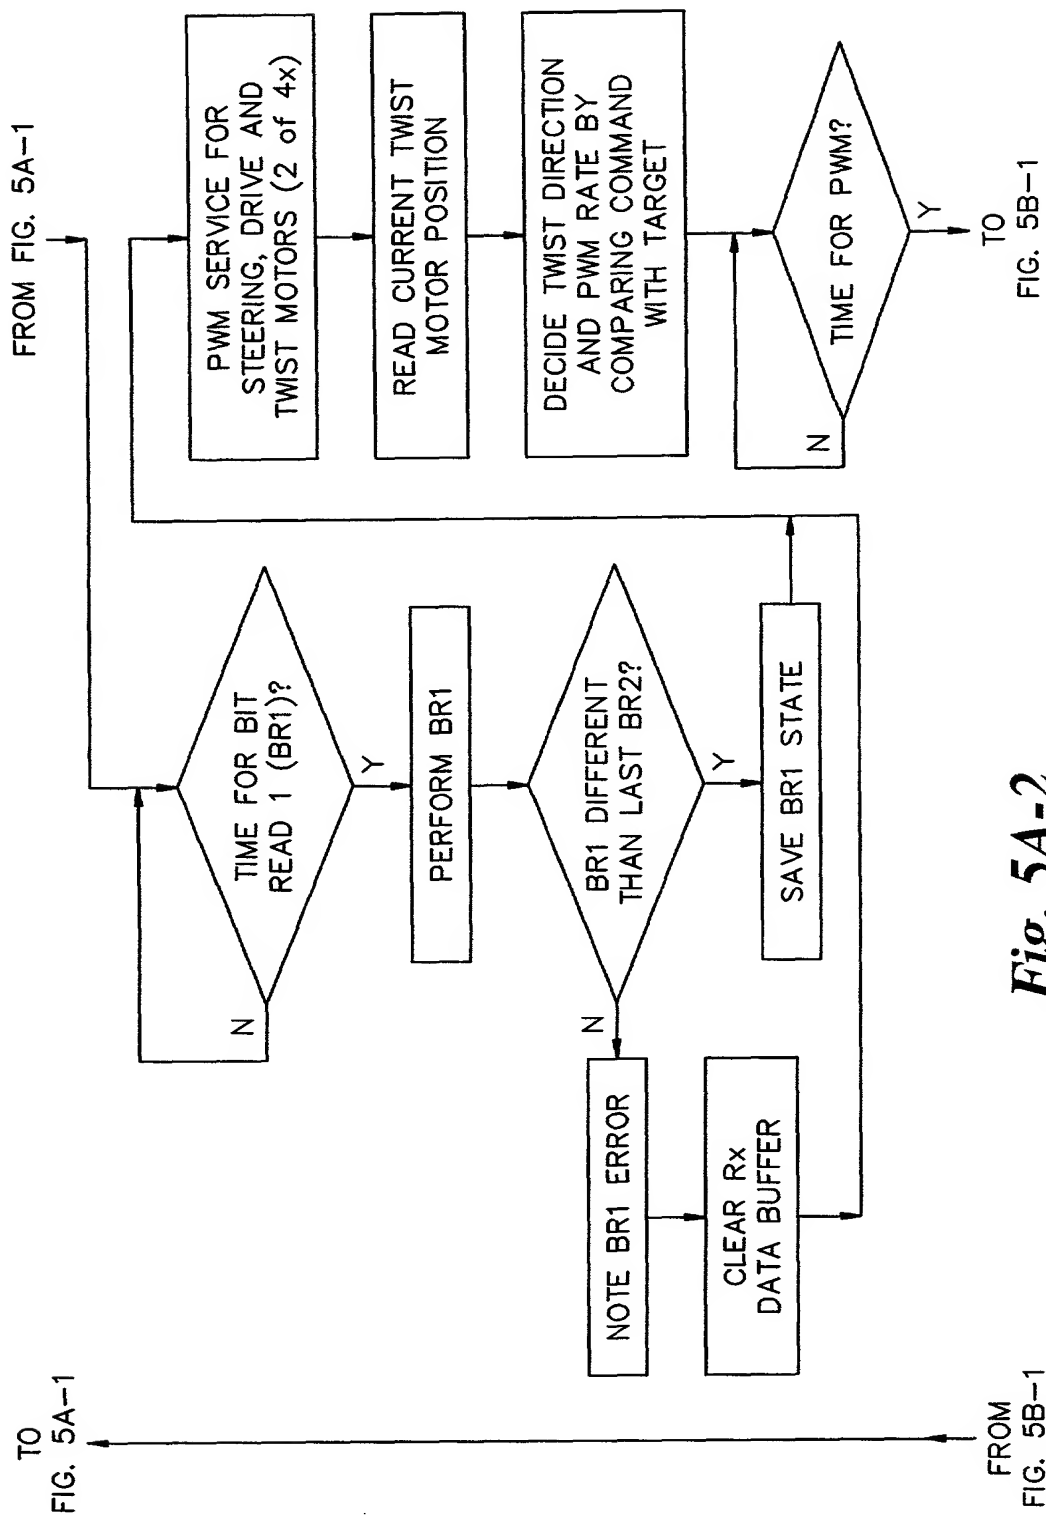 TO
FIG. 5A-1
FROM FIG. 5A-1
TIME FOR BIT
READ 1 (BR1)?
N
Y
PERFORM BR1
BR1 DIFFERENT
THAN LAST BR2?
N
Y
NOTE BR1 ERROR
CLEAR Rx
DATA BUFFER
SAVE BR1 STATE
PWM SERVICE FOR
STEERING, DRIVE AND
TWIST MOTORS (2 of 4x)
READ CURRENT TWIST
MOTOR POSITION
DECIDE TWIST DIRECTION
AND PWM RATE BY
COMPARING COMMAND
WITH TARGET
TIME FOR PWM?
N
Y
TO
FIG. 5B-1
FROM
FIG. 5B-1
Fig. 5A-2